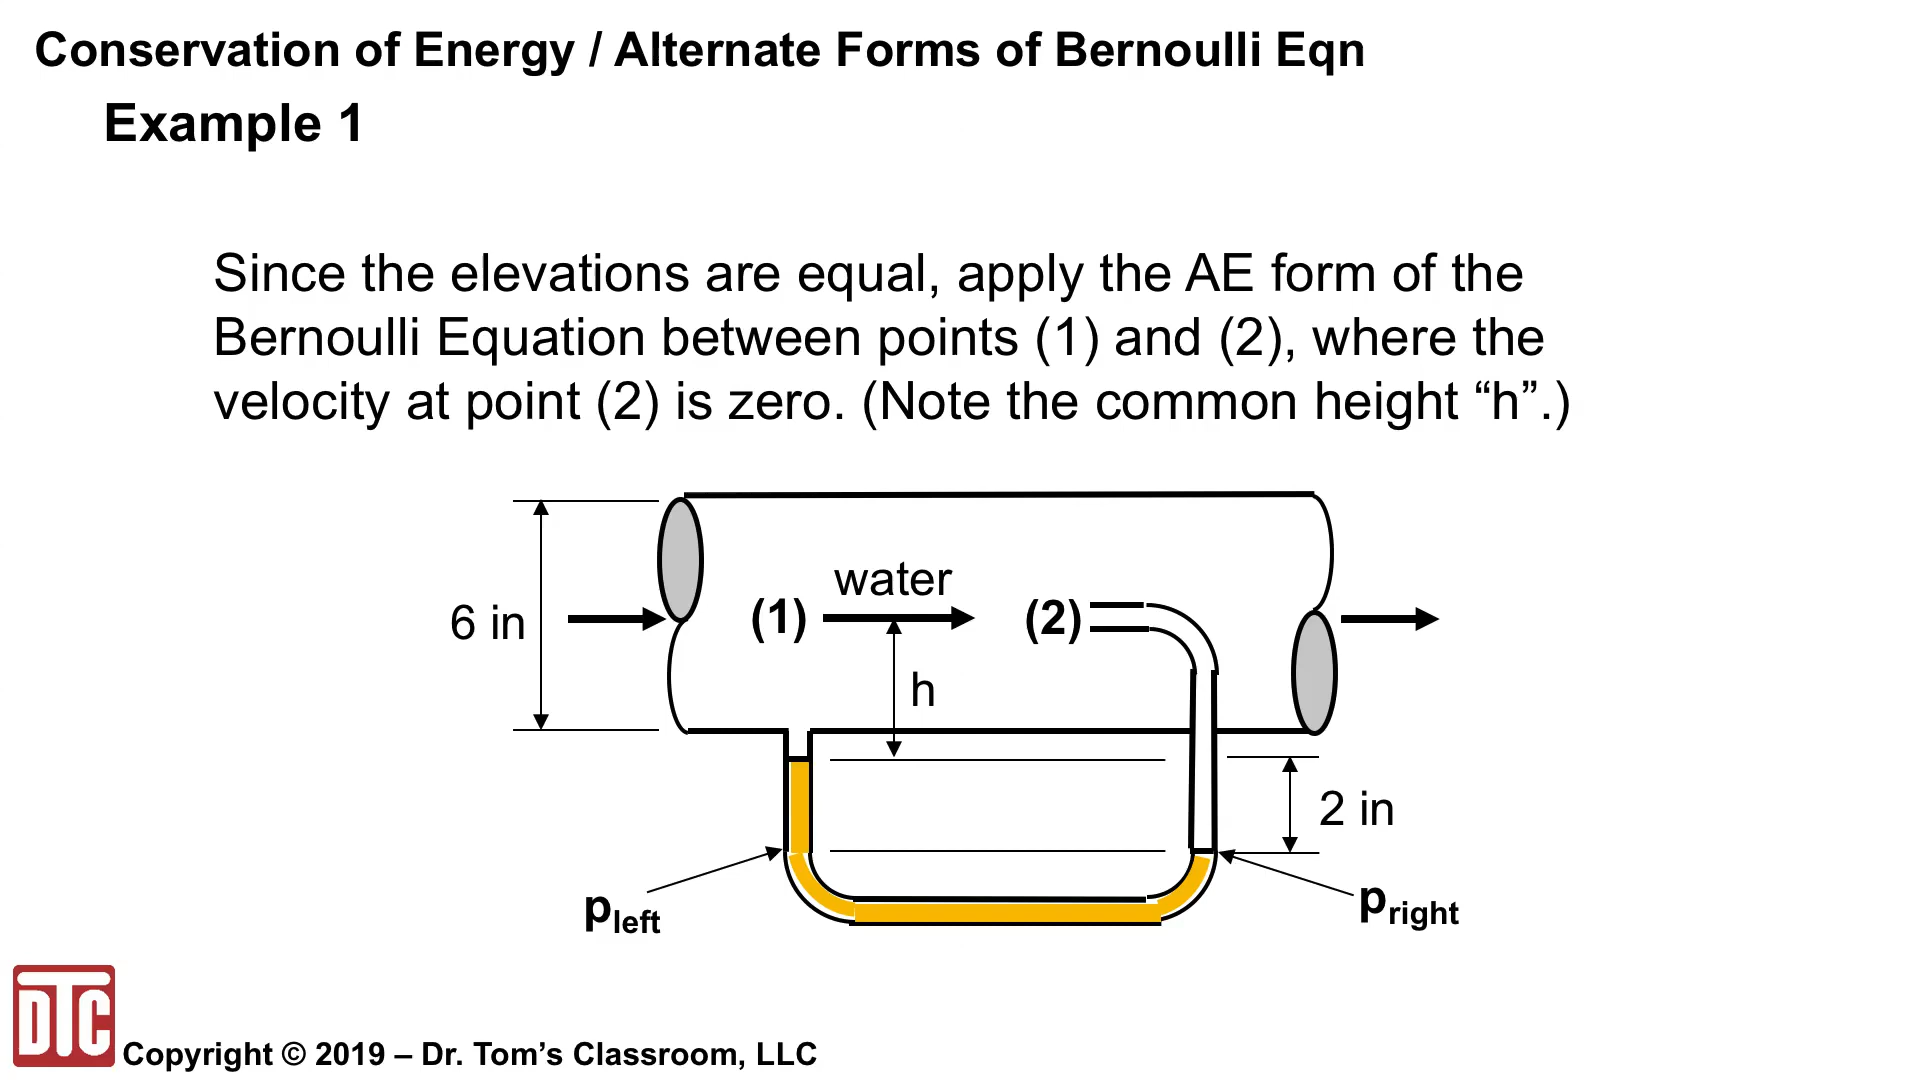 Conservation of Energy / Alternate Forms of Bernoulli Eqn
Example 1
Since the elevations are equal, apply the AE form of the
Bernoulli Equation between points (1) and (2), where the
velocity at point (2) is zero. (Note the common height “h”.)
water
6 in
(1)
(2)
h
2 in
pleft
pright
DTC
Copyright © 2019 – Dr. Tom’s Classroom, LLC